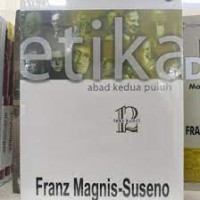 etika
abad kedua puluh
12
Franz Magnis-Suseno